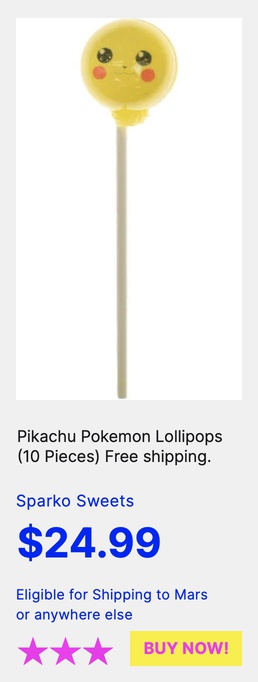 Pikachu Pokemon Lollipops
(10 Pieces) Free shipping.
Sparko Sweets
$24.99
Eligible for Shipping to Mars
or anywhere else
BUY NOW!